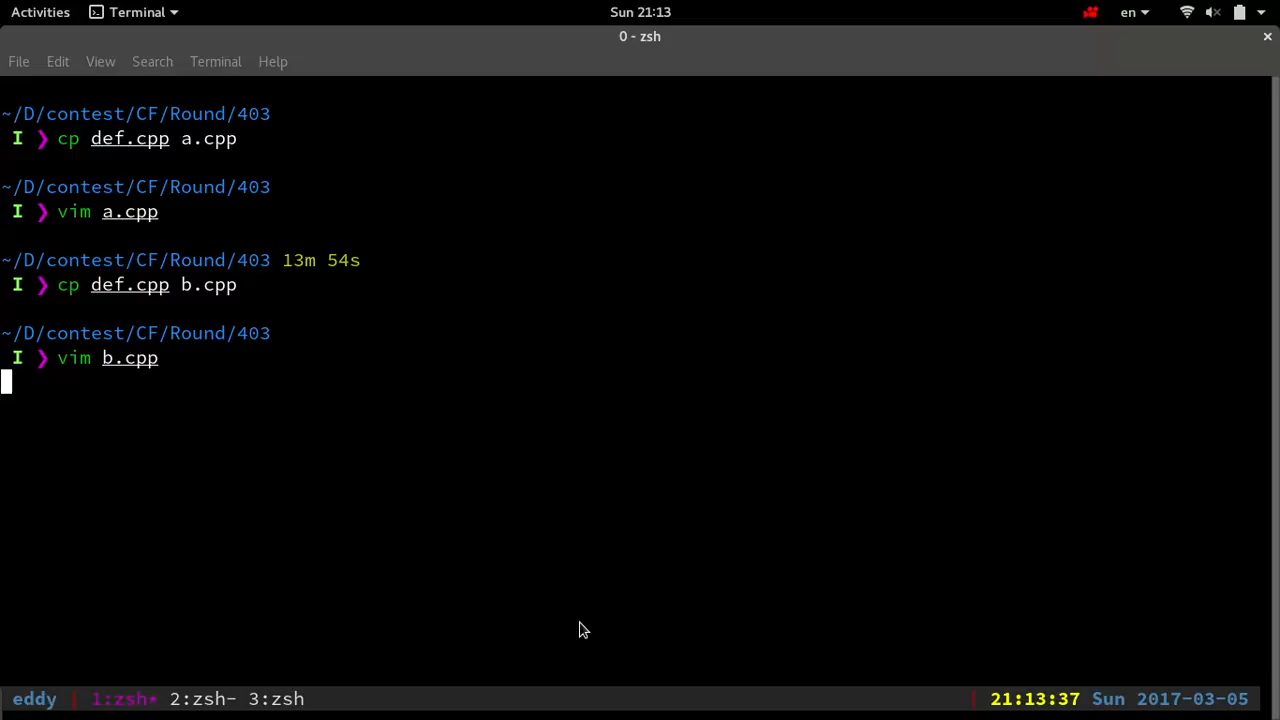 Activities Terminal Sun 21:13 en
0 - zsh
File Edit View Search Terminal Help
~/D/contest/CF/Round/403
I ❯ cp def.cpp a.cpp
~/D/contest/CF/Round/403
I ❯ vim a.cpp
~/D/contest/CF/Round/403 13m 54s
I ❯ cp def.cpp b.cpp
~/D/contest/CF/Round/403
I ❯ vim b.cpp
eddy | 1:zsh* 2:zsh- 3:zsh | 21:13:37 Sun 2017-03-05